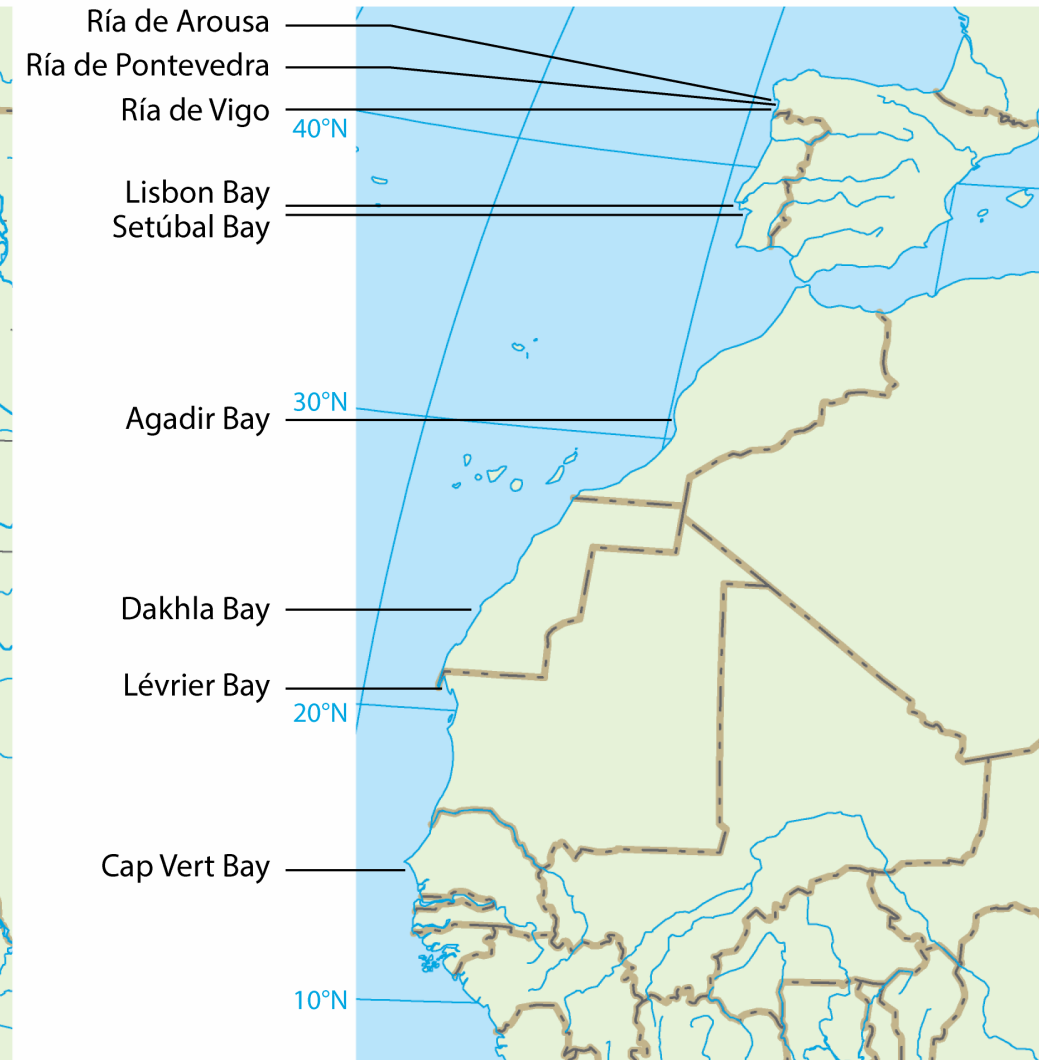 Ría de Arousa
Ría de Pontevedra
Ría de Vigo
40°N
Lisbon Bay
Setúbal Bay
30°N
Agadir Bay
Dakhla Bay
Lévrier Bay
20°N
Cap Vert Bay
10°N